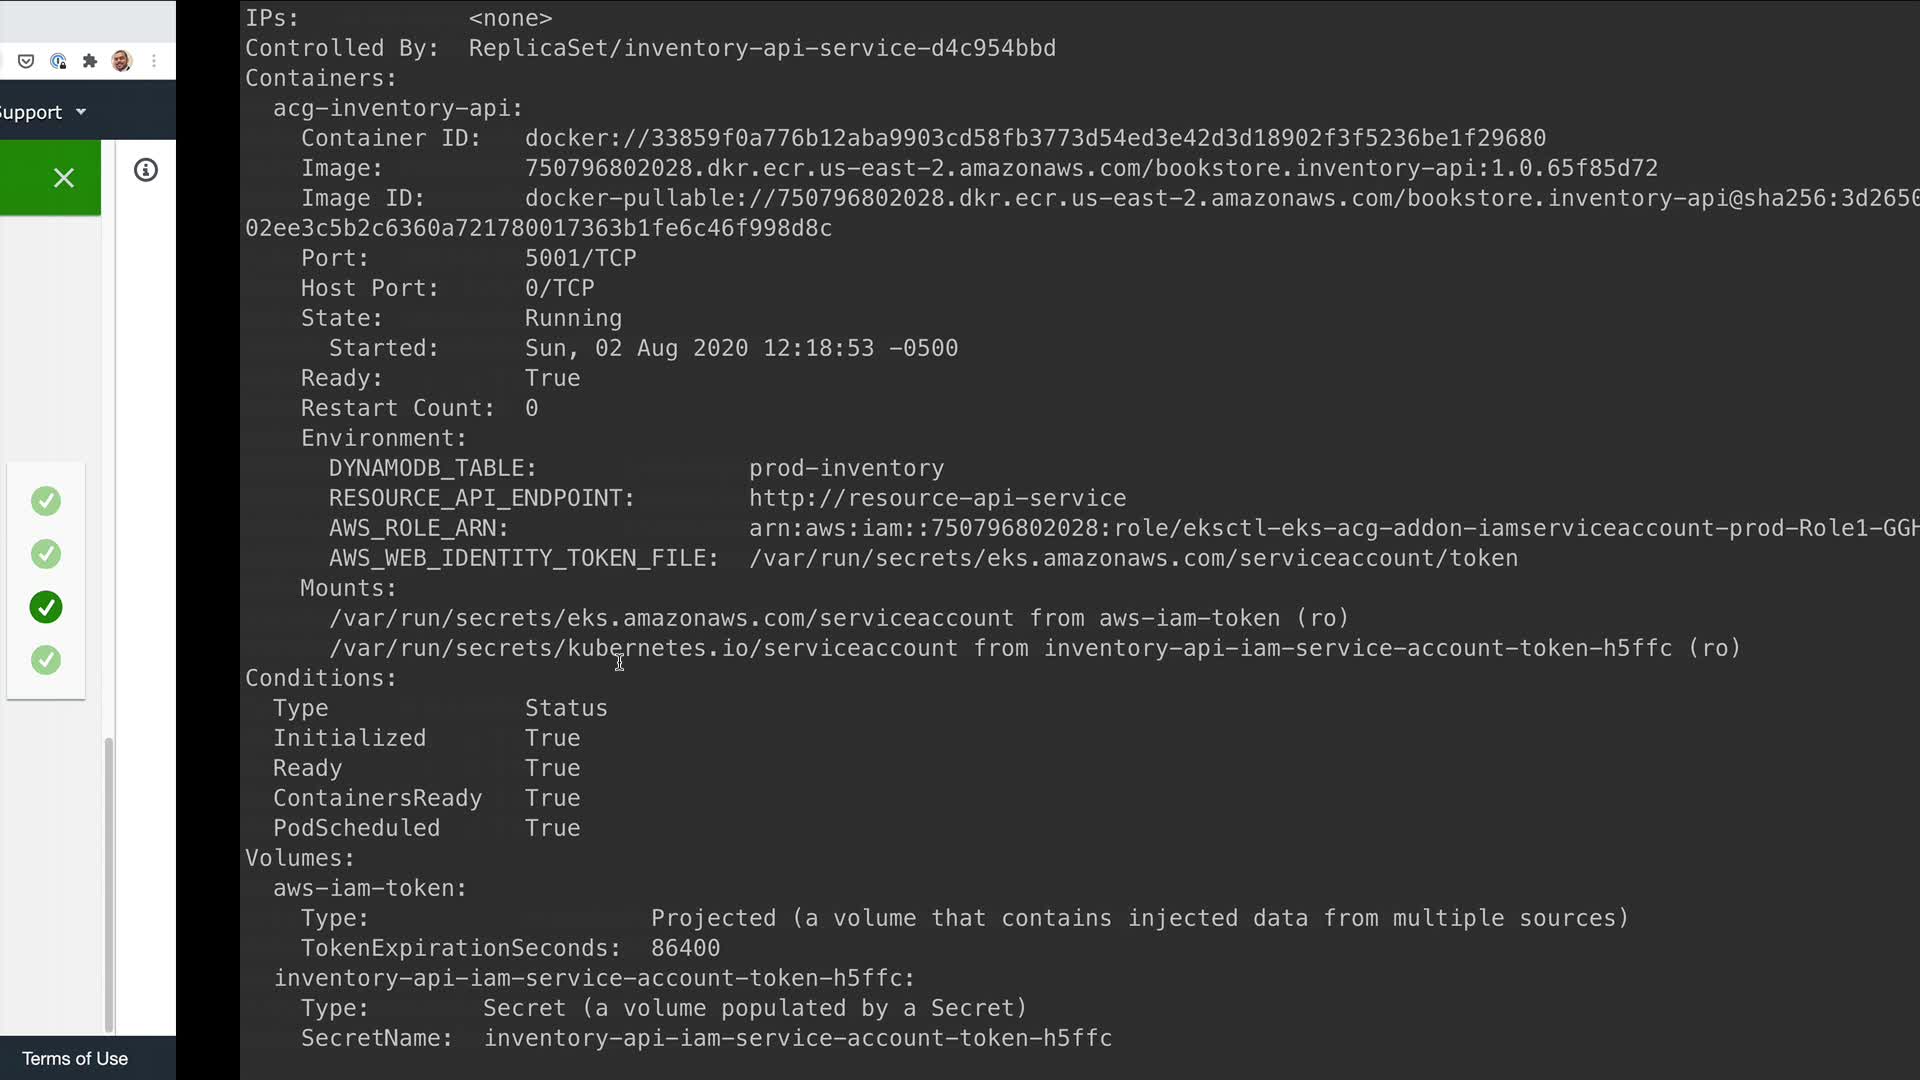 IPs: <none>
Controlled By: ReplicaSet/inventory-api-service-d4c954bbd
Containers:
acg-inventory-api:
Container ID: docker://33859f0a776b12aba9903cd58fb3773d54ed3e42d3d18902f3f5236be1f29680
Image: 750796802028.dkr.ecr.us-east-2.amazonaws.com/bookstore.inventory-api:1.0.65f85d72
Image ID: docker-pullable://750796802028.dkr.ecr.us-east-2.amazonaws.com/bookstore.inventory-api@sha256:3d2650
02ee3c5b2c6360a721780017363b1fe6c46f998d8c
Port: 5001/TCP
Host Port: 0/TCP
State: Running
Started: Sun, 02 Aug 2020 12:18:53 -0500
Ready: True
Restart Count: 0
Environment:
DYNAMODB_TABLE: prod-inventory
RESOURCE_API_ENDPOINT: http://resource-api-service
AWS_ROLE_ARN: arn:aws:iam::750796802028:role/eksctl-eks-acg-addon-iamserviceaccount-prod-Role1-GGH
AWS_WEB_IDENTITY_TOKEN_FILE: /var/run/secrets/eks.amazonaws.com/serviceaccount/token
Mounts:
/var/run/secrets/eks.amazonaws.com/serviceaccount from aws-iam-token (ro)
/var/run/secrets/kubernetes.io/serviceaccount from inventory-api-iam-service-account-token-h5ffc (ro)
Conditions:
Type Status
Initialized True
Ready True
ContainersReady True
PodScheduled True
Volumes:
aws-iam-token:
Type: Projected (a volume that contains injected data from multiple sources)
TokenExpirationSeconds: 86400
inventory-api-iam-service-account-token-h5ffc:
Type: Secret (a volume populated by a Secret)
SecretName: inventory-api-iam-service-account-token-h5ffc
Support
Terms of Use